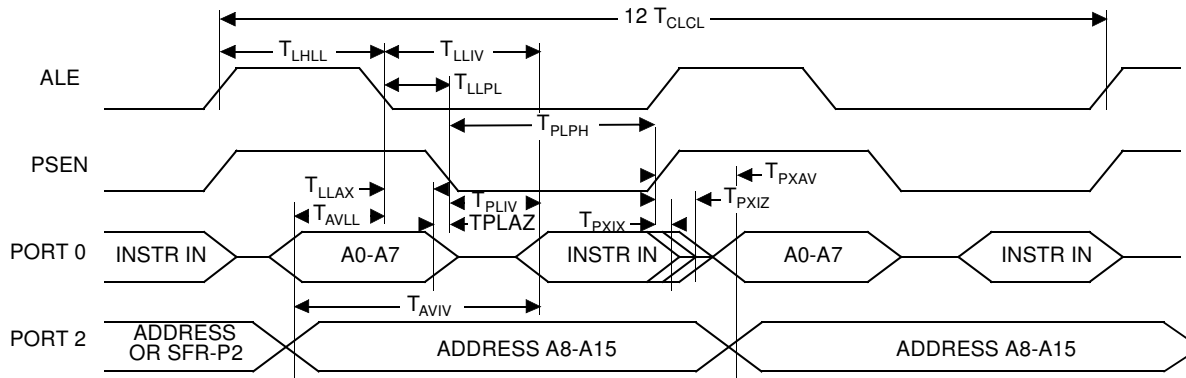 12 TCLCL
TLHLL
TLLIV
ALE
TLLPL
TPLPH
PSEN
TLLAX
TPLIV
TPXAV
TPXIZ
TAVLL
TPLAZ
TPXIX
PORT 0
INSTR IN
A0-A7
INSTR IN
A0-A7
INSTR IN
TAVIV
PORT 2
ADDRESS
OR SFR-P2
ADDRESS A8-A15
ADDRESS A8-A15